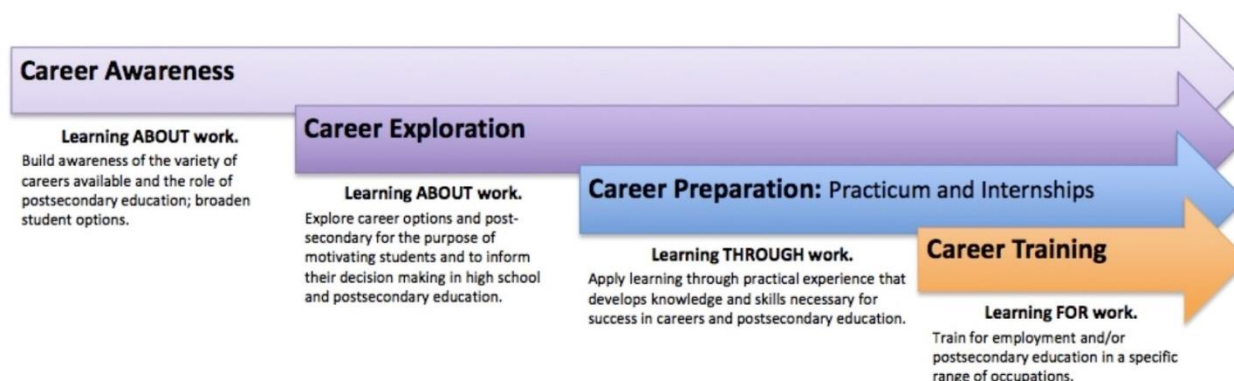 Career Awareness
Learning ABOUT work.
Build awareness of the variety of
careers available and the role of
postsecondary education; broaden
student options.
Career Exploration
Learning ABOUT work.
Explore career options and post-
secondary for the purpose of
motivating students and to inform
their decision making in high school
and postsecondary education.
Career Preparation: Practicum and Internships
Learning THROUGH work.
Apply learning through practical experience that
develops knowledge and skills necessary for
success in careers and postsecondary education.
Career Training
Learning FOR work.
Train for employment and/or
postsecondary education in a specific
range of occupations.